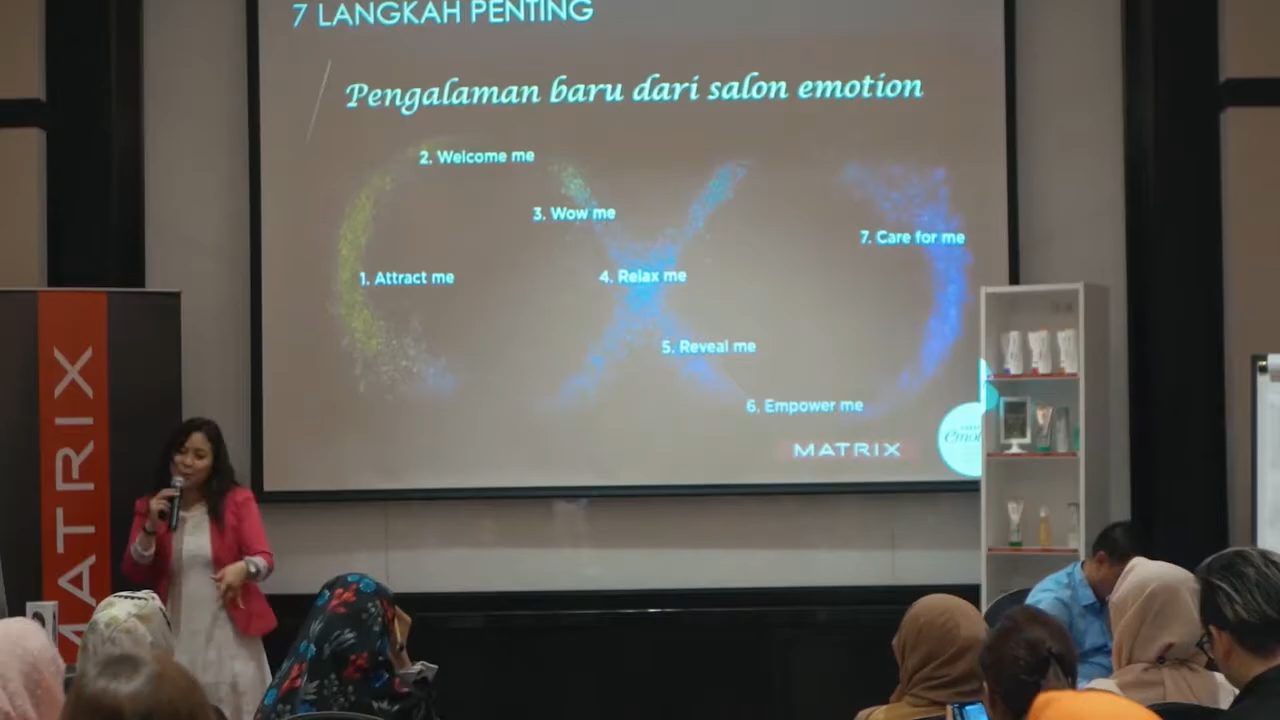 7 LANGKAH PENTING
Pengalaman baru dari salon emotion
2. Welcome me
3. Wow me
7. Care for me
1. Attract me
4. Relax me
5. Reveal me
6. Empower me
MATRIX
MATRIX